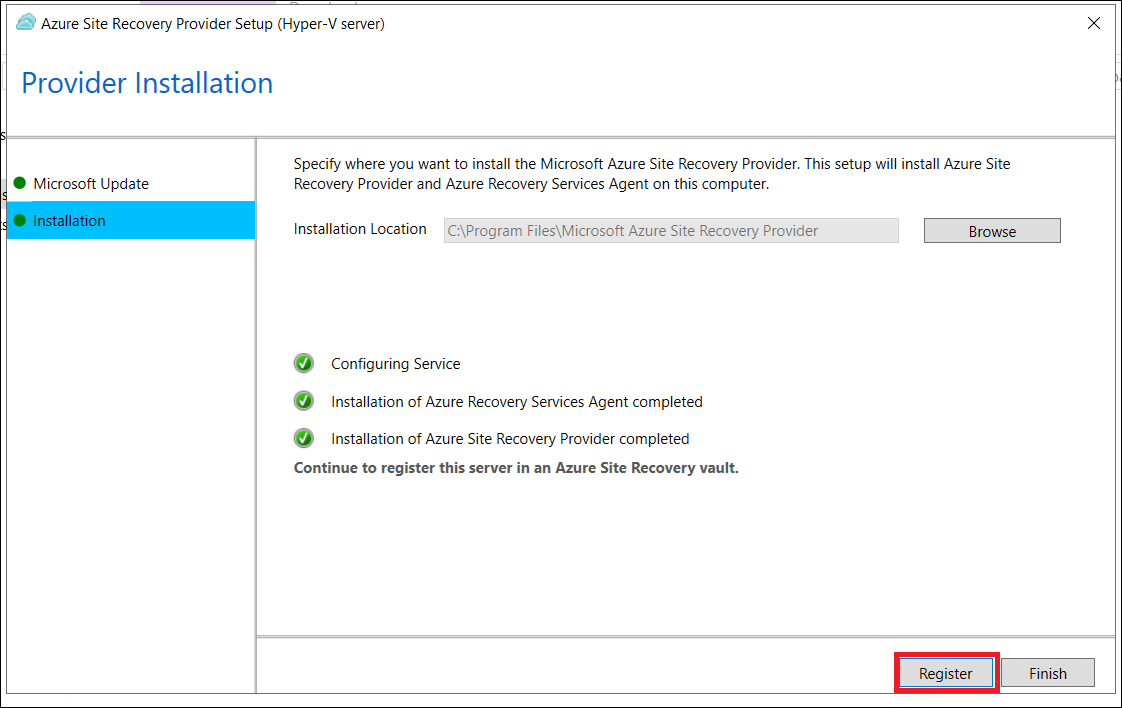 Azure Site Recovery Provider Setup (Hyper-V server)
Provider Installation
Microsoft Update
Installation
Specify where you want to install the Microsoft Azure Site Recovery Provider. This setup will install Azure Site
Recovery Provider and Azure Recovery Services Agent on this computer.
Installation Location
C:\Program Files\Microsoft Azure Site Recovery Provider
Browse
Configuring Service
Installation of Azure Recovery Services Agent completed
Installation of Azure Site Recovery Provider completed
Continue to register this server in an Azure Site Recovery vault.
Register
Finish